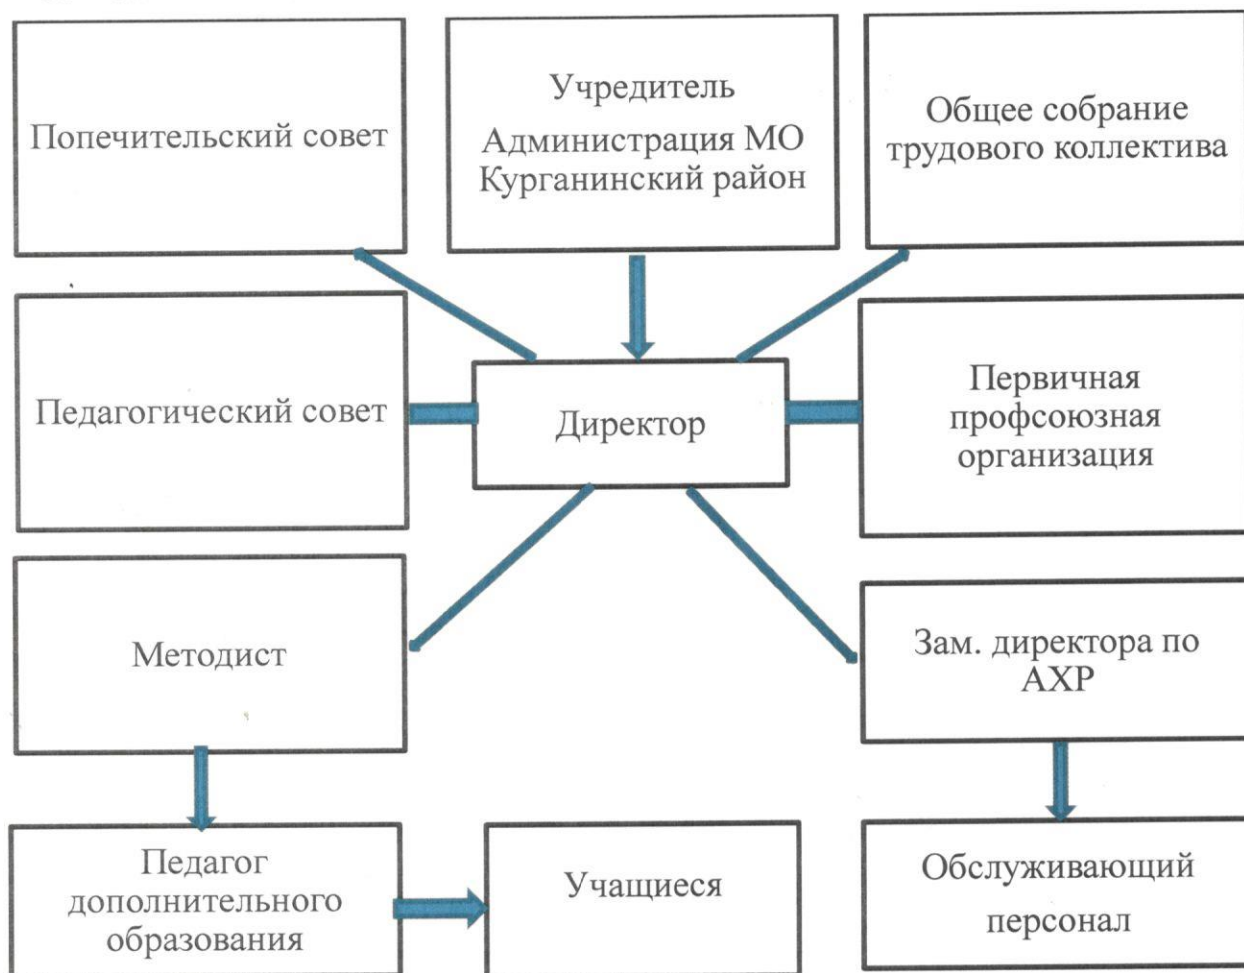 Попечительский совет
Учредитель
Администрация МО
Курганинский район
Общее собрание
трудового коллектива
Педагогический совет
Директор
Первичная
профсоюзная
организация
Методист
Зам. директора по
АХР
Педагог
дополнительного
образования
Учащиеся
Обслуживающий
персонал